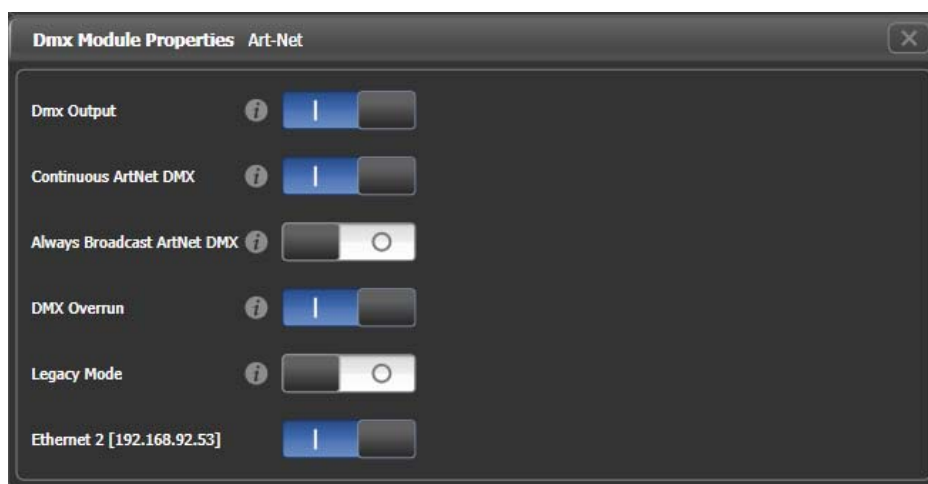 Dmx Module Properties Art-Net
Dmx Output
Continuous ArtNet DMX
Always Broadcast ArtNet DMX
DMX Overrun
Legacy Mode
Ethernet 2 [192.168.92.53]